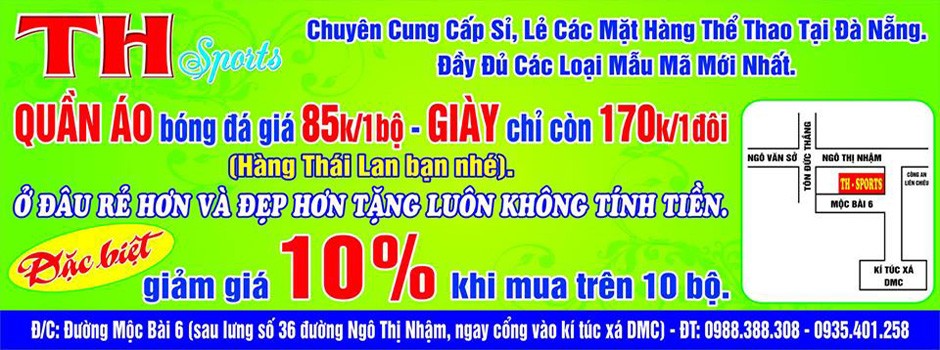 TH Sports
Chuyên Cung Cấp Sỉ, Lẻ Các Mặt Hàng Thể Thao Tại Đà Nẵng.
Đầy Đủ Các Loại Mẫu Mã Mới Nhất.
QUẦN ÁO bóng đá giá 85k/1bộ - GIÀY chỉ còn 170k/1đôi
(Hàng Thái Lan bạn nhé).
Ở ĐÂU RẺ HƠN VÀ ĐẸP HƠN TẶNG LUÔN KHÔNG TÍNH TIỀN.
Đặc biệt
giảm giá 10% khi mua trên 10 bộ.
NGÔ VĂN SỞ
TÔN ĐỨC THẮNG
NGÔ THỊ NHẬM
TH - SPORTS
MỘC BÀI 6
CÔNG AN
LIÊN CHIỂU
KÍ TÚC XÁ
DMC
Đ/C: Đường Mộc Bài 6 (sau lưng số 36 đường Ngô Thị Nhậm, ngay cổng vào kí túc xá DMC) - ĐT: 0988.388.308 - 0935.401.258